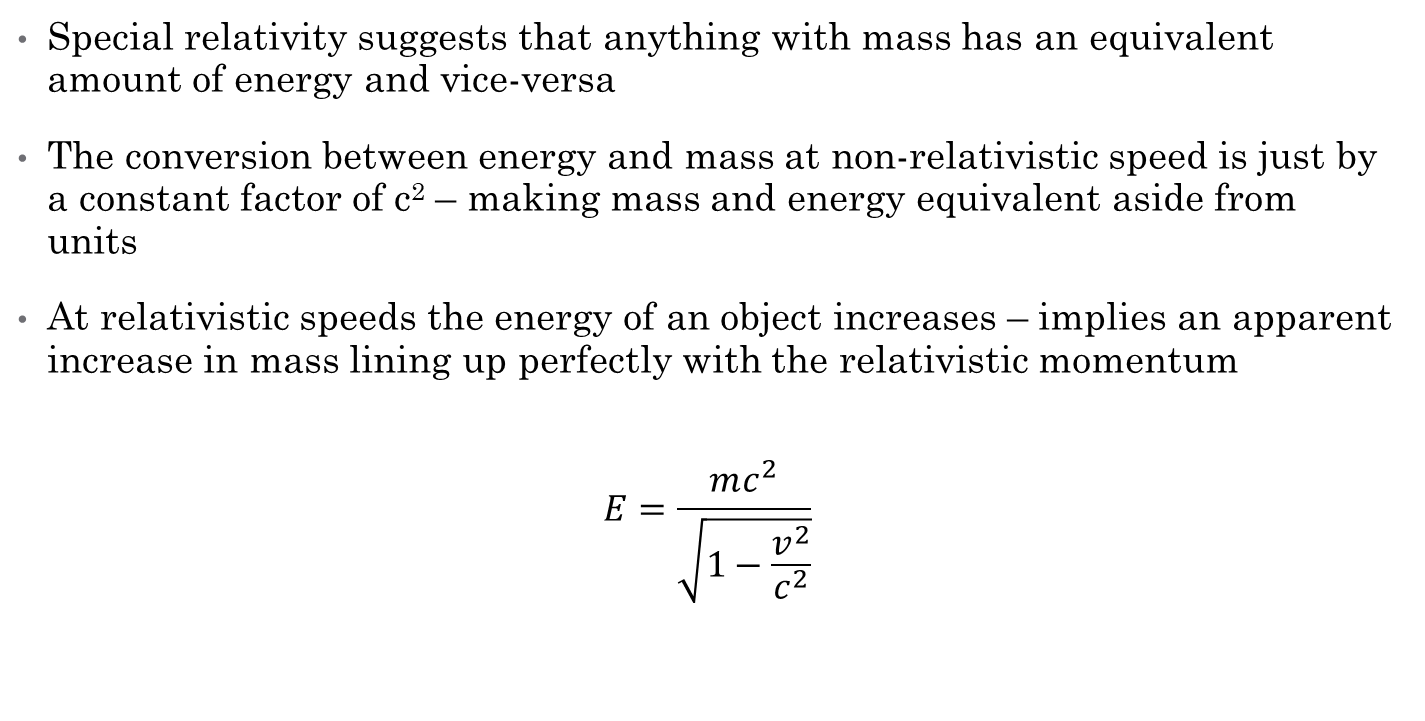 • Special relativity suggests that anything with mass has an equivalent
amount of energy and vice-versa
• The conversion between energy and mass at non-relativistic speed is just by
a constant factor of c² – making mass and energy equivalent aside from
units
• At relativistic speeds the energy of an object increases – implies an apparent
increase in mass lining up perfectly with the relativistic momentum
E = mc² / √(1 − v²/c²)